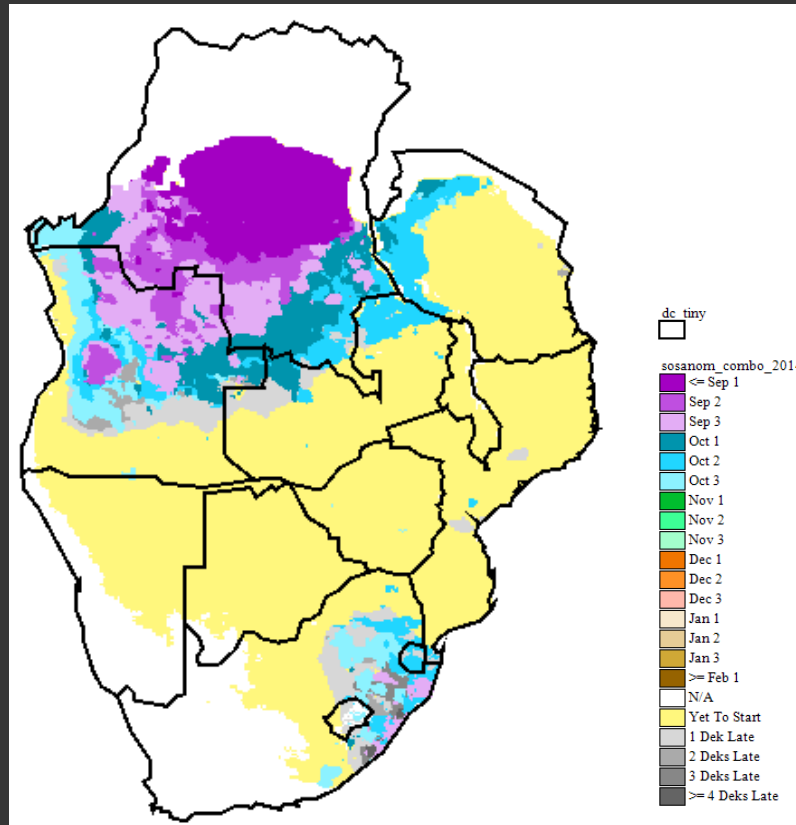 dc_tiny
sosanom_combo_201
<= Sep 1
Sep 2
Sep 3
Oct 1
Oct 2
Oct 3
Nov 1
Nov 2
Nov 3
Dec 1
Dec 2
Dec 3
Jan 1
Jan 2
Jan 3
>= Feb 1
N/A
Yet To Start
1 Dek Late
2 Deks Late
3 Deks Late
>= 4 Deks Late